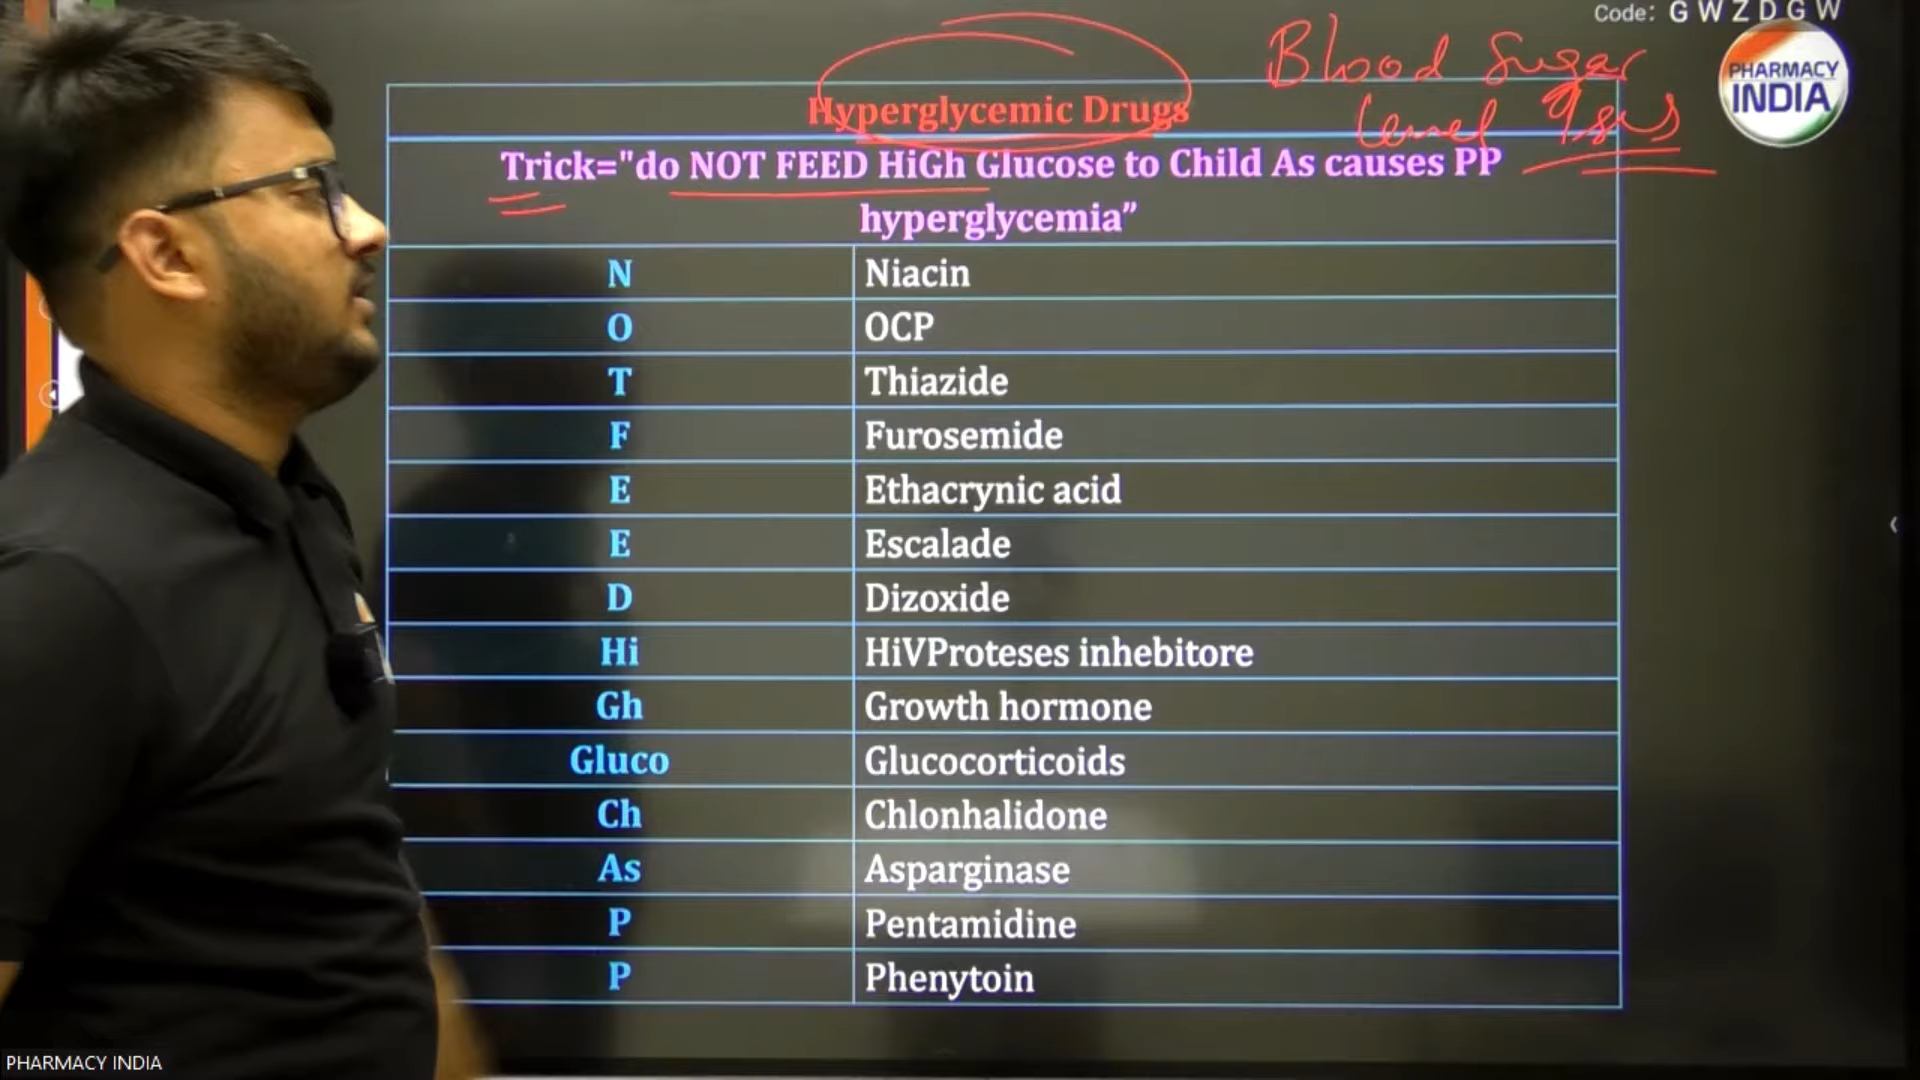 Code: G W Z D G W
Blood Sugar
level
PHARMACY
INDIA
Hyperglycemic Drugs
Trick="do NOT FEED HiGh Glucose to Child As causes PP
hyperglycemia”
N Niacin
O OCP
T Thiazide
F Furosemide
E Ethacrynic acid
E Escalade
D Dizoxide
Hi HiVProteses inhebitore
Gh Growth hormone
Gluco Glucocorticoids
Ch Chlonhalidone
As Asparginase
P Pentamidine
P Phenytoin
PHARMACY INDIA